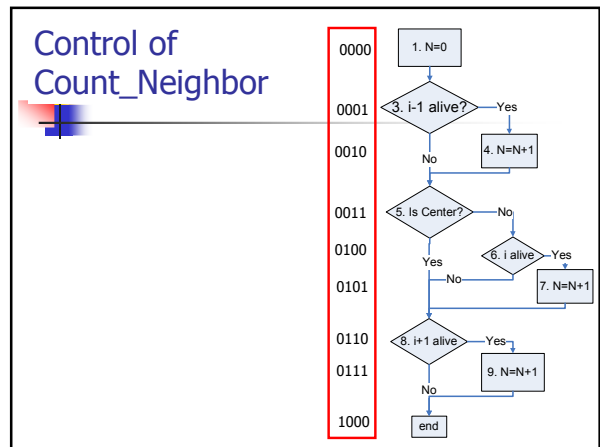 Control of
Count_Neighbor
0000
1. N=0
0001
3. i-1 alive?
Yes
0010
4. N=N+1
No
0011
5. Is Center?
No
0100
6. i alive
Yes
Yes
No
0101
7. N=N+1
0110
8. i+1 alive
Yes
0111
9. N=N+1
No
1000
end